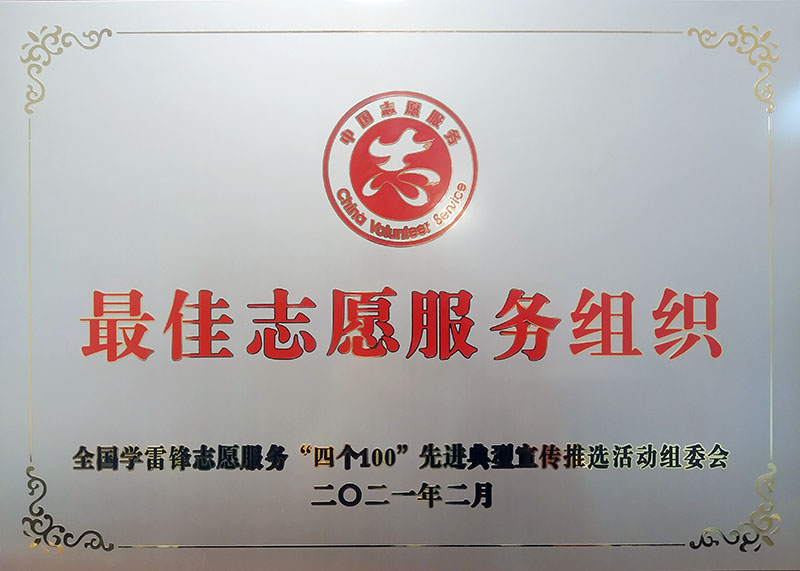 中国志愿服务
China Volunteer Service
最佳志愿服务组织
全国学雷锋志愿服务“四个100”先进典型宣传推选活动组委会
二〇二一年二月